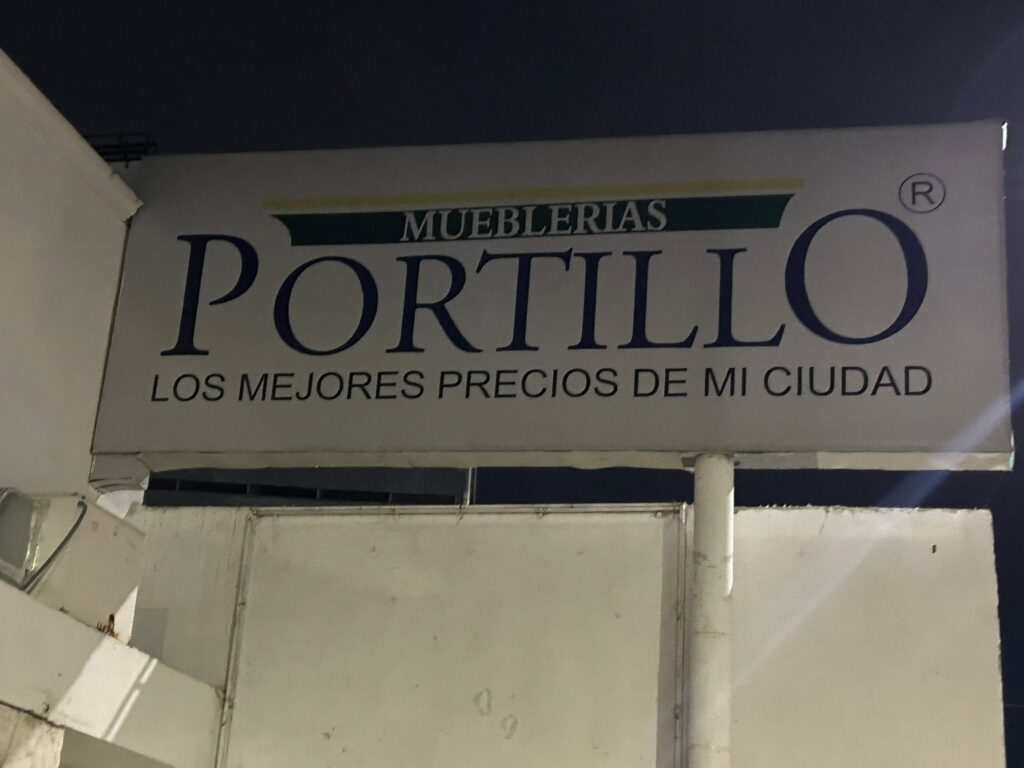 MUEBLERIAS
PORTILLO ®
LOS MEJORES PRECIOS DE MI CIUDAD